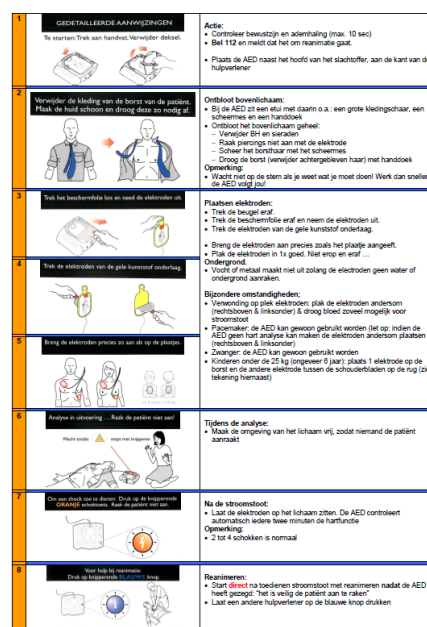 1
GEDETAILLEERDE AANWIJZINGEN
Te starten: Trek aan handvat. Verwijder deksel.
Actie:
• Controleer bewustzijn en ademhaling (max. 10 sec)
• Bel 112 en meldt dat het om reanimatie gaat.
• Plaats de AED naast het hoofd van het slachtoffer, aan de kant van de
hulpverlener
2
Verwijder de kleding van de borst van de patiënt.
Maak de huid schoon en droog deze zo nodig af.
Ontbloot bovenlichaam:
• Bij de AED zit een etui met daarin o.a.: een grote kledingschaar, een
scheermes en een handdoek
• Ontbloot het bovenlichaam geheel:
– Verwijder BH en sieraden
– Raak piercings niet aan met de elektrode
– Scheer het borsthaar met het scheermes
– Droog de borst (verwijder achtergebleven haar) met handdoek
Opmerking:
• Wacht niet op de stem als je weet wat je moet doen! Werk dan sneller
de AED volgt jou!
3
Trek het beschermfolie los en neem de elektroden uit.
Plaatsen elektroden:
• Trek de beugel eraf.
• Trek de beschermfolie eraf en neem de elektroden uit.
• Trek de elektroden van de gele kunststof onderlaag.
• Breng de elektroden aan precies zoals het plaatje aangeeft.
• Plak de elektroden in 1x goed. Niet erop en eraf ...
4
Trek de elektroden van de gele kunststof onderlaag.
Ondergrond.
• Vocht of metaal maakt niet uit zolang de electroden geen water of
ondergrond aanraken.
Bijzondere omstandigheden:
• Verwonding op plek elektroden: plak de elektroden andersom
(rechtsboven & linksonder) & droog bloed zoveel mogelijk voor
stroomstoot
• Pacemaker: de AED kan gewoon gebruikt worden (let op: indien de
AED geen hart analyse kan maken de elektroden andersom plaatsen
(rechtboven & linksonder)
• Zwanger: de AED kan gewoon gebruikt worden
• Kinderen onder de 25 kg (ongeveer 8 jaar): plaats 1 elektrode op de
borst en de andere elektrode tussen de schouderbladen op de rug (zie
tekening hiernaast)
5
Breng de elektroden precies zo aan als op de plaatjes.
6
Analyse in uitvoering … Raak de patiënt niet aan!
Wacht totdat stopt met knipperen
Tijdens de analyse:
• Maak de omgeving van het lichaam vrij, zodat niemand de patiënt
aanraakt
7
Om een shock toe te dienen: Druk op de knipperende
ORANJE schoktoets. Raak de patiënt niet aan.
Na de stroomstoot:
• Laat de elektroden op het lichaam zitten. De AED controleert
automatisch iedere twee minuten de hartfunctie
Opmerking:
• 2 tot 4 schokken is normaal
8
Voor hulp bij reanimatie:
Druk op knipperende BLAUWE knop.
Reanimeren:
• Start direct na toedienen stroomstoot met reanimeren nadat de AED
heeft gezegd: "het is veilig de patiënt aan te raken"
• Laat een andere hulpverlener op de blauwe knop drukken